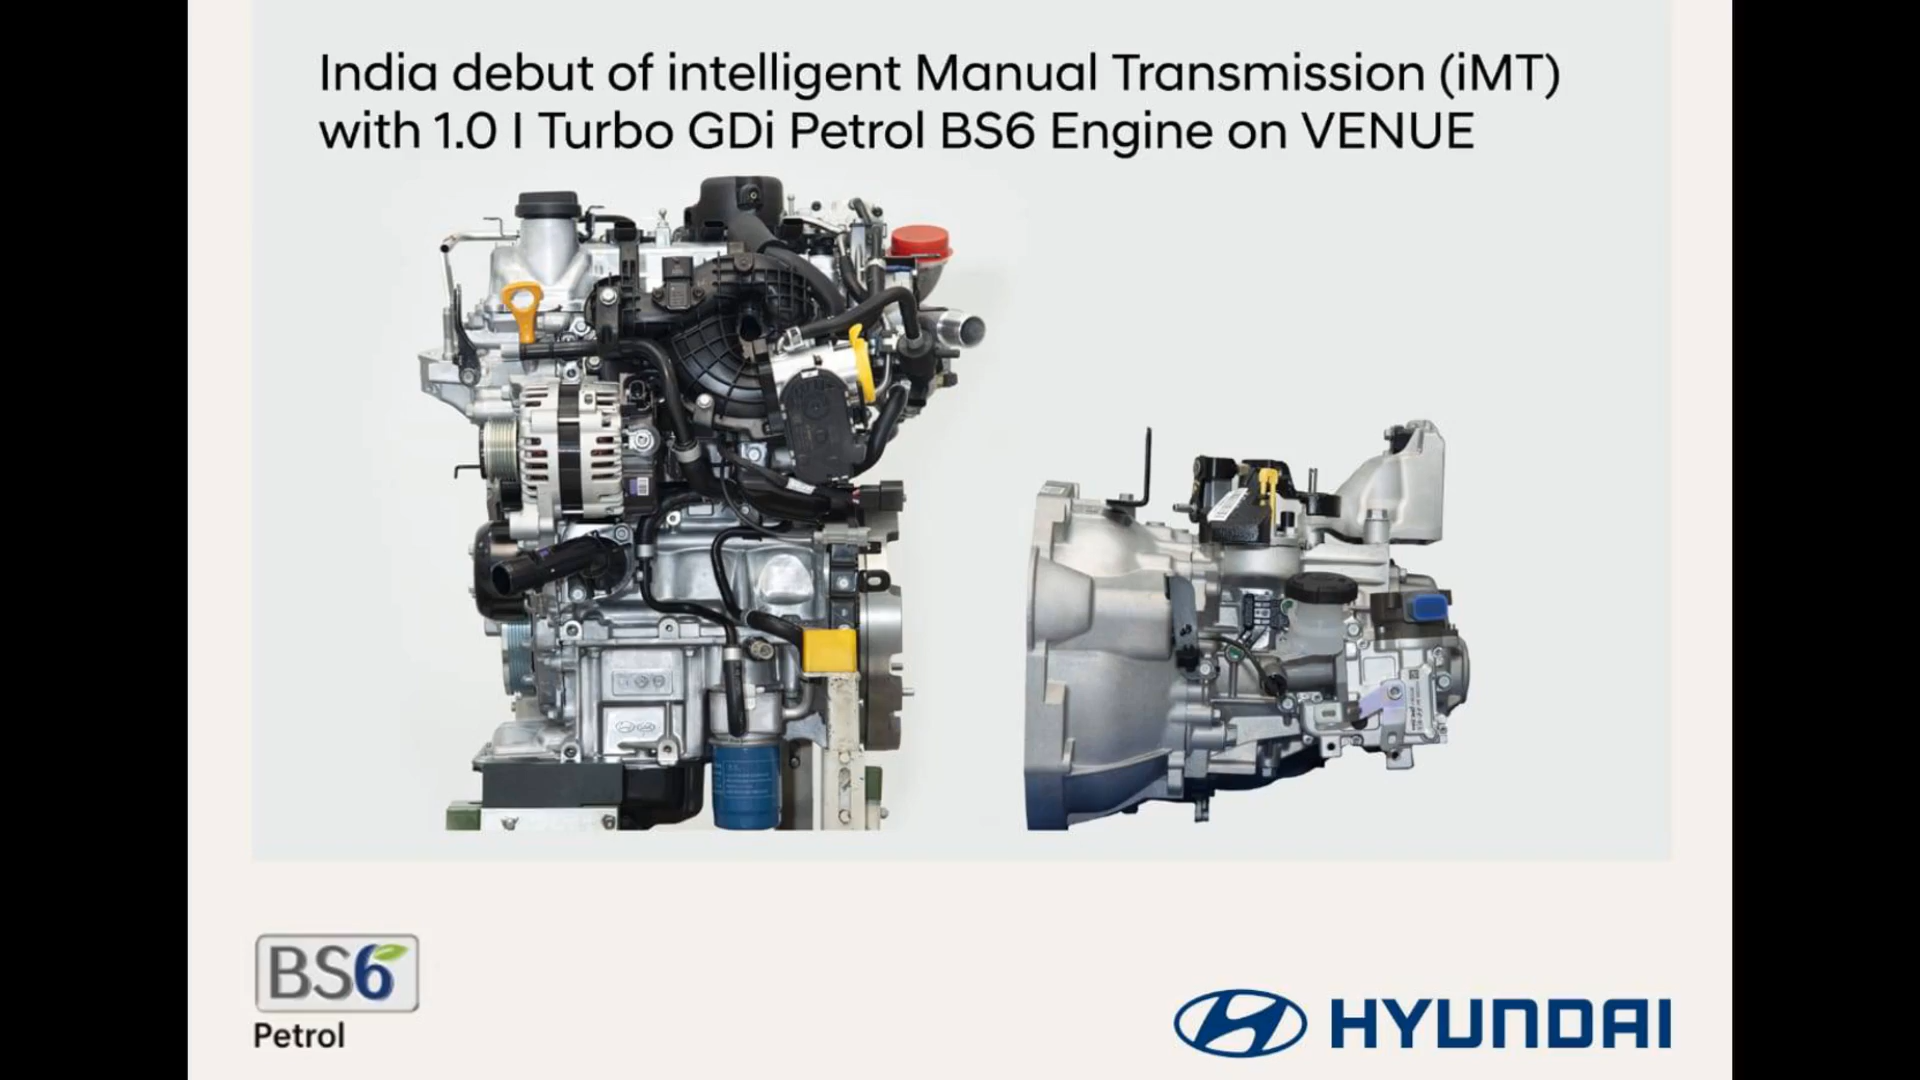 India debut of intelligent Manual Transmission (iMT)
with 1.0 l Turbo GDi Petrol BS6 Engine on VENUE
BS6
Petrol
HYUNDAI